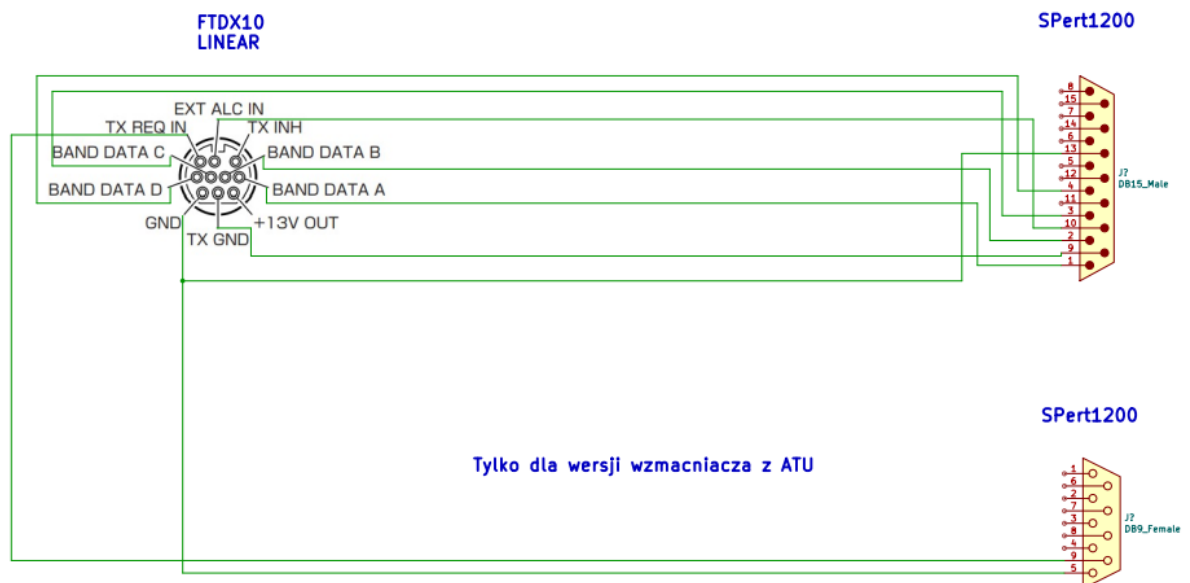 FTDX10
LINEAR
SPert1200
EXT ALC IN
TX REQ IN
TX INH
BAND DATA C
BAND DATA B
BAND DATA D
BAND DATA A
GND
+13V OUT
TX GND
8
15
7
14
6
13
5
12
4
11
3
10
2
9
1
J?
DB15_Male
SPert1200
Tylko dla wersji wzmacniacza z ATU
1
6
2
7
3
8
4
9
5
J?
DB9_Female